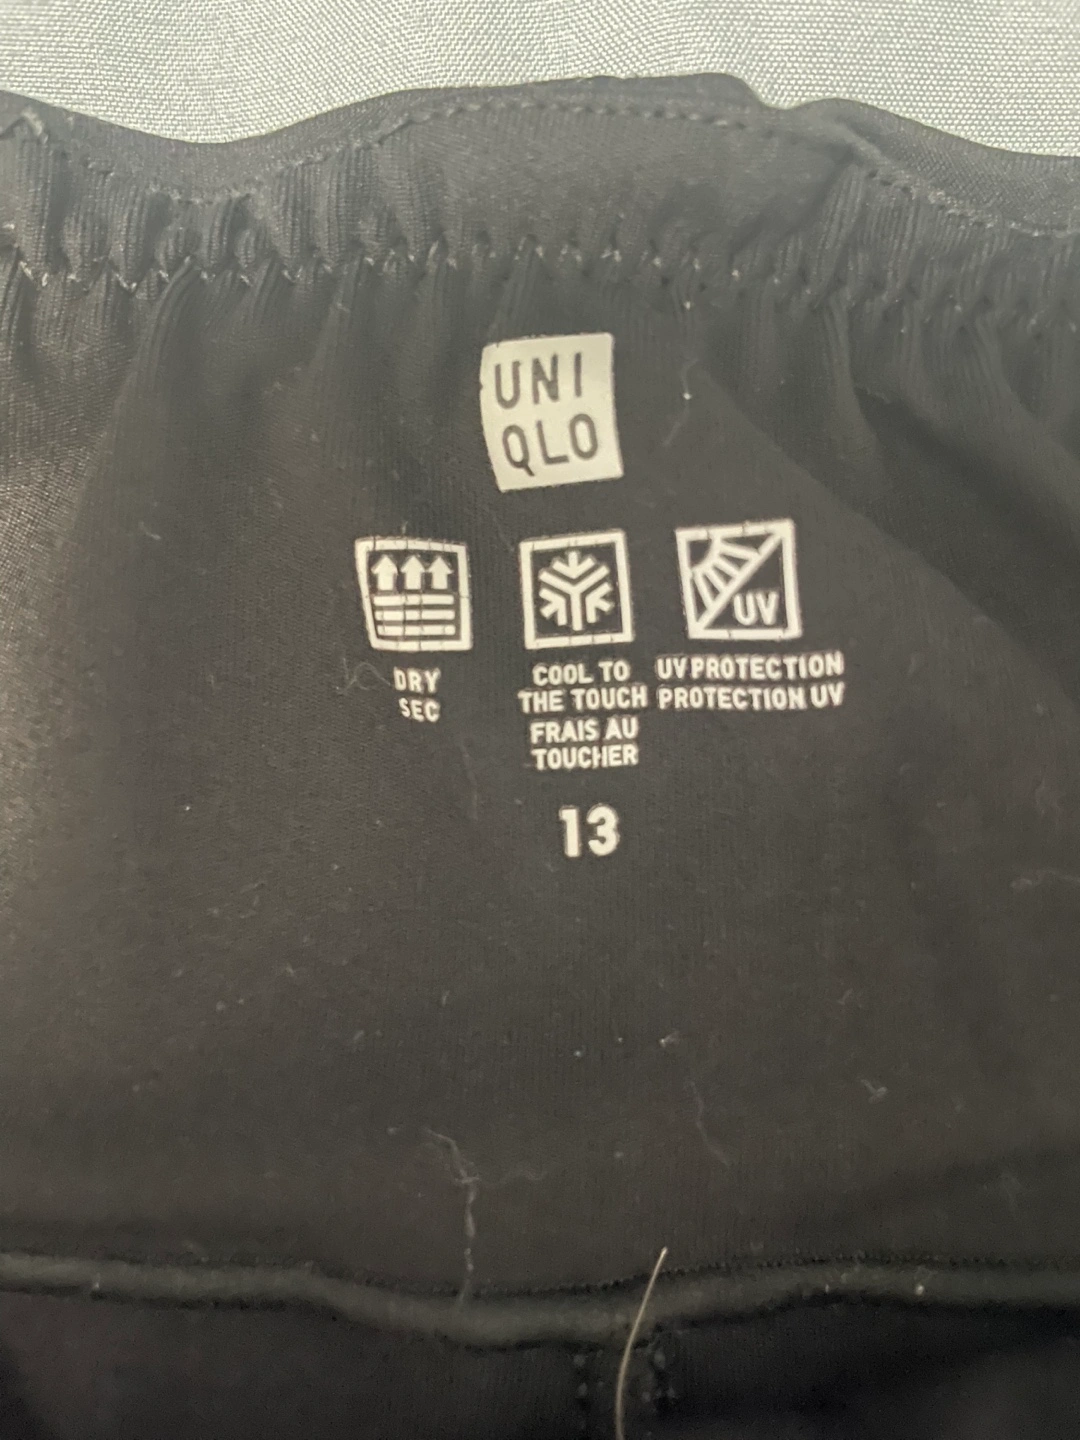 UNI
QLO
UV
DRY
SEC
COOL TO
THE TOUCH
FRAIS AU
TOUCHER
UV PROTECTION
PROTECTION UV
13